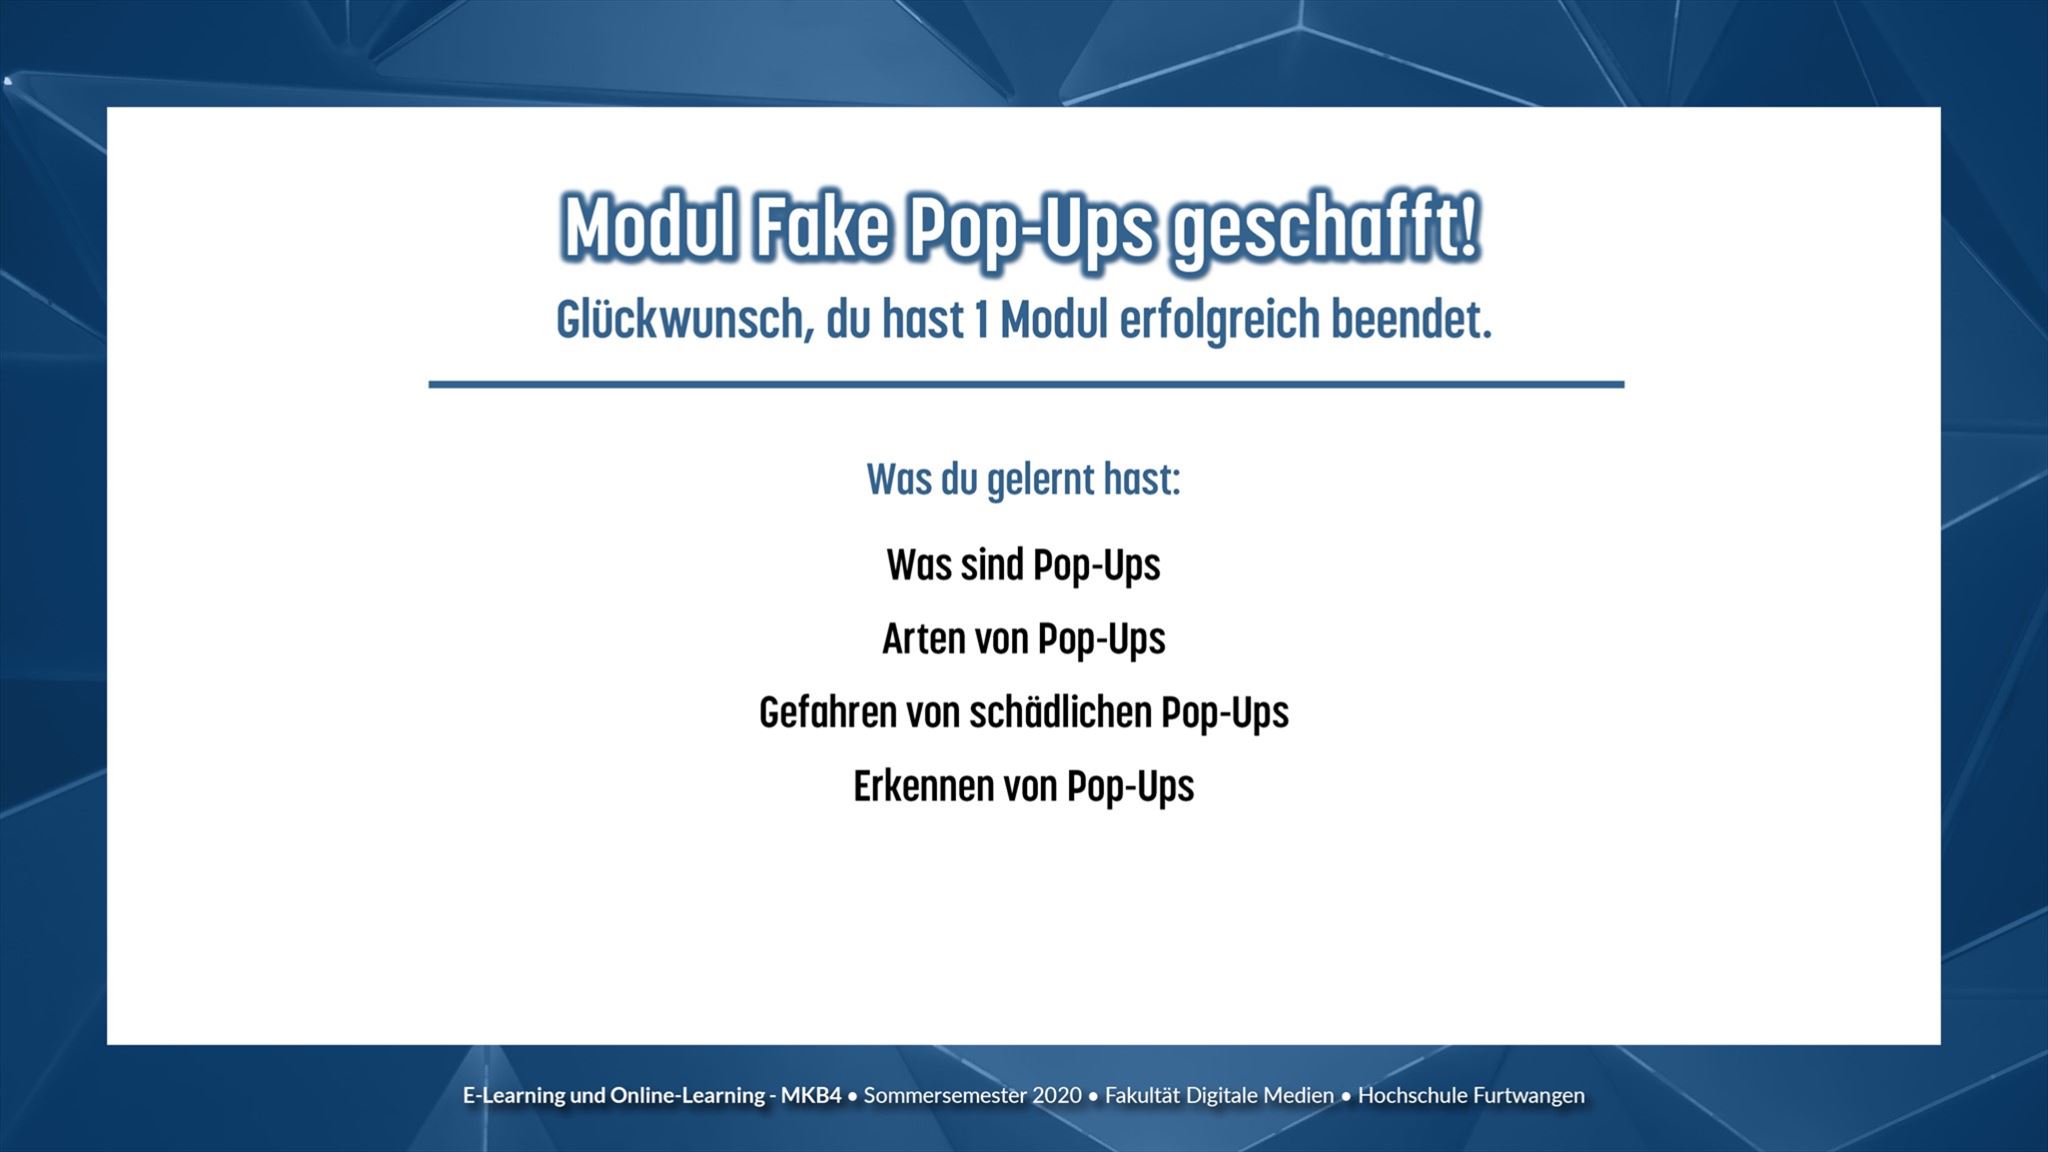 Modul Fake Pop-Ups geschafft!
Glückwunsch, du hast 1 Modul erfolgreich beendet.
Was du gelernt hast:
Was sind Pop-Ups
Arten von Pop-Ups
Gefahren von schädlichen Pop-Ups
Erkennen von Pop-Ups
E-Learning und Online-Learning - MKB4 • Sommersemester 2020 • Fakultät Digitale Medien • Hochschule Furtwangen